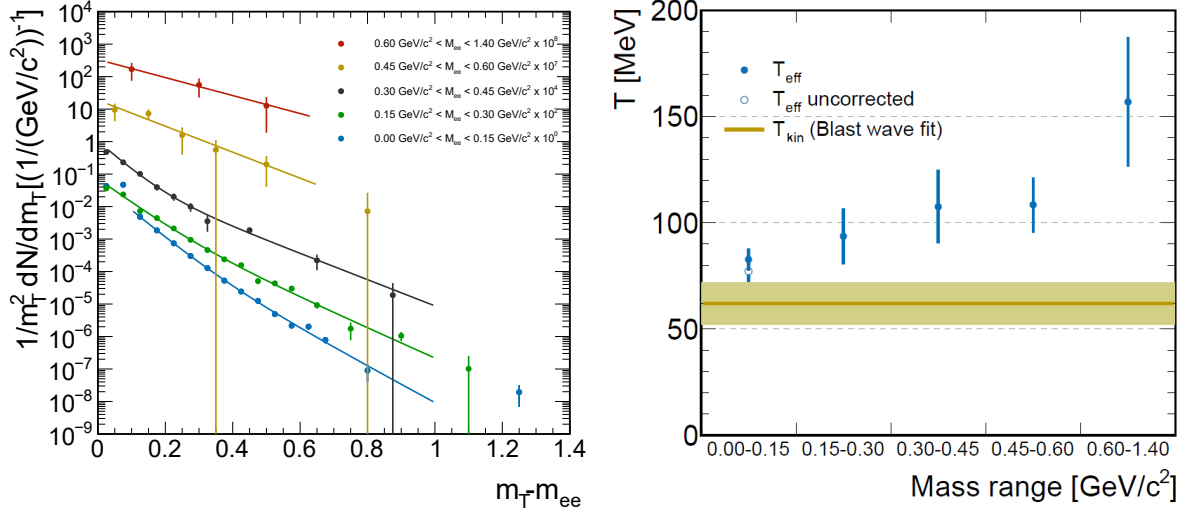 1/m_T^2 dN/dm_T[(1/(GeV/c^2))^-1]
10^4
10^3
10^2
10
1
10^-1
10^-2
10^-3
10^-4
10^-5
10^-6
10^-7
10^-8
10^-9
0.60 GeV/c^2 < M_ee < 1.40 GeV/c^2 x 10^8
0.45 GeV/c^2 < M_ee < 0.60 GeV/c^2 x 10^7
0.30 GeV/c^2 < M_ee < 0.45 GeV/c^2 x 10^4
0.15 GeV/c^2 < M_ee < 0.30 GeV/c^2 x 10^2
0.00 GeV/c^2 < M_ee < 0.15 GeV/c^2 x 10^0
0 0.2 0.4 0.6 0.8 1 1.2 1.4
m_T-m_ee
T [MeV]
200
150
100
50
0
T_eff
T_eff uncorrected
T_kin (Blast wave fit)
0.00-0.15 0.15-0.30 0.30-0.45 0.45-0.60 0.60-1.40
Mass range [GeV/c^2]